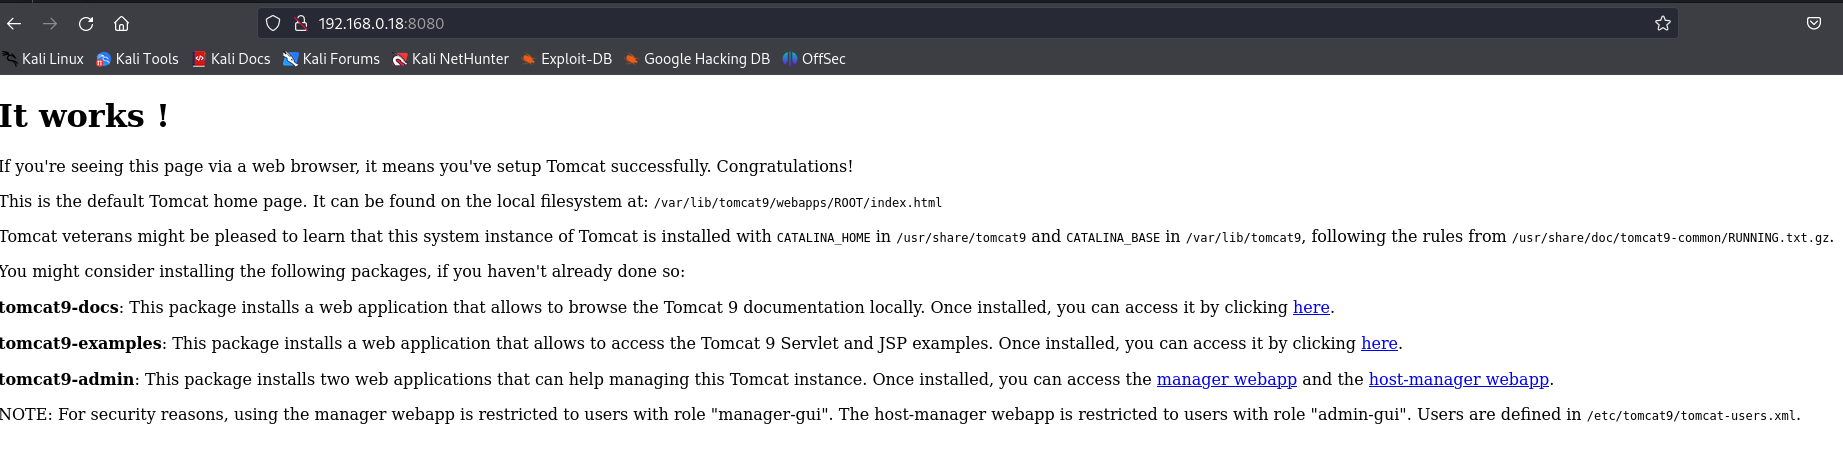 192.168.0.18:8080
Kali Linux Kali Tools Kali Docs Kali Forums Kali NetHunter Exploit-DB Google Hacking DB OffSec
It works !
If you're seeing this page via a web browser, it means you've setup Tomcat successfully. Congratulations!
This is the default Tomcat home page. It can be found on the local filesystem at: /var/lib/tomcat9/webapps/ROOT/index.html
Tomcat veterans might be pleased to learn that this system instance of Tomcat is installed with CATALINA_HOME in /usr/share/tomcat9 and CATALINA_BASE in /var/lib/tomcat9, following the rules from /usr/share/doc/tomcat9-common/RUNNING.txt.gz.
You might consider installing the following packages, if you haven't already done so:
tomcat9-docs: This package installs a web application that allows to browse the Tomcat 9 documentation locally. Once installed, you can access it by clicking here.
tomcat9-examples: This package installs a web application that allows to access the Tomcat 9 Servlet and JSP examples. Once installed, you can access it by clicking here.
tomcat9-admin: This package installs two web applications that can help managing this Tomcat instance. Once installed, you can access the manager webapp and the host-manager webapp.
NOTE: For security reasons, using the manager webapp is restricted to users with role "manager-gui". The host-manager webapp is restricted to users with role "admin-gui". Users are defined in /etc/tomcat9/tomcat-users.xml.